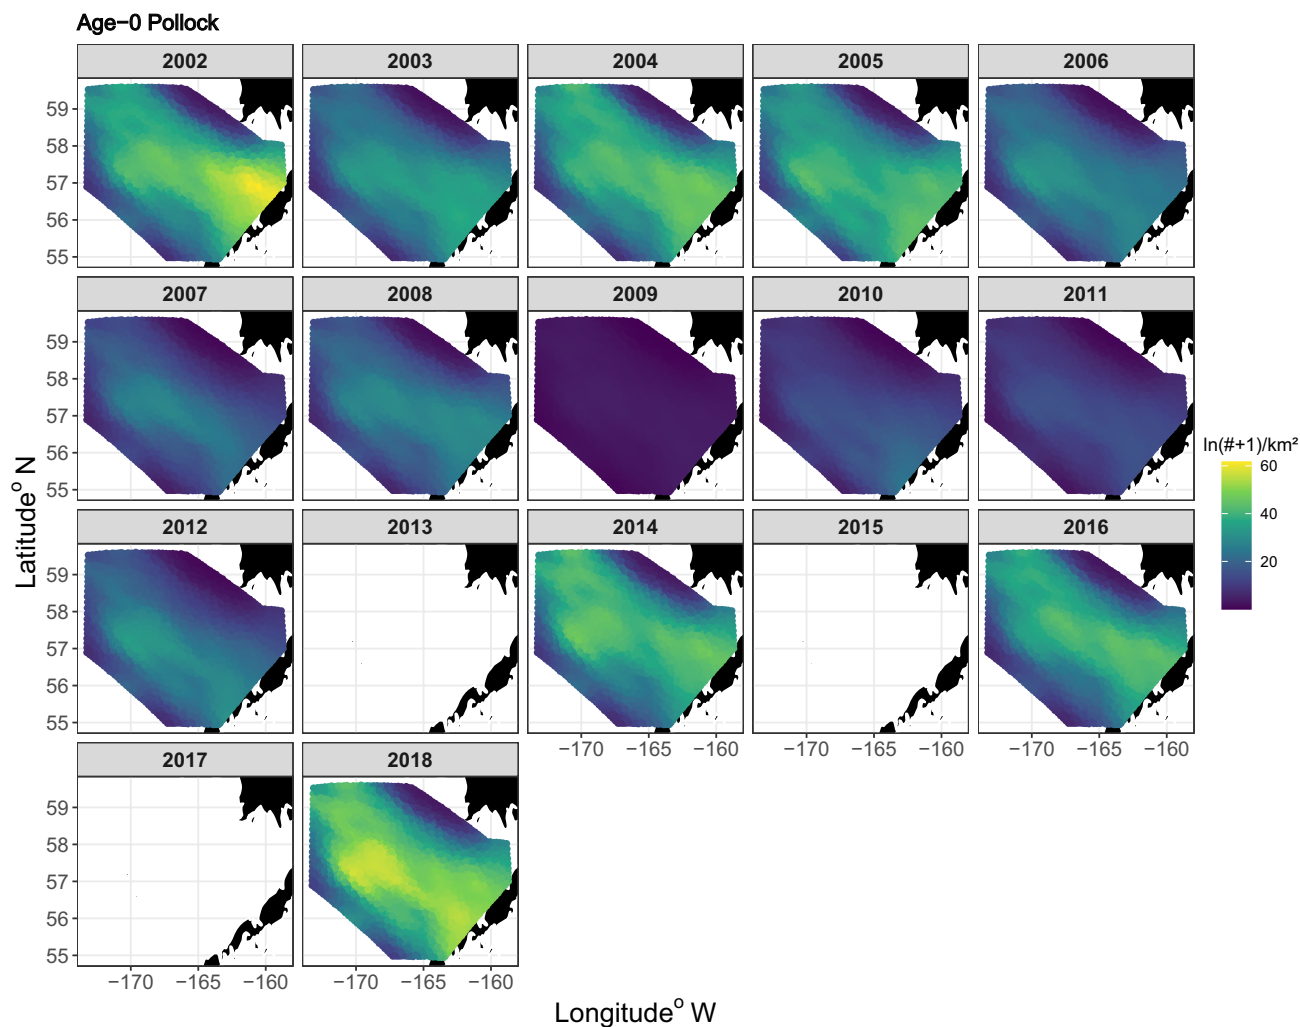 Age−0 Pollock
2002 2003 2004 2005 2006
59
58
57
56
55
2007 2008 2009 2010 2011
59
58
57
56
55
ln(#+1)/km²
60
40
20
Latitude° N
2012 2013 2014 2015 2016
59
58
57
56
55
−170 −165 −160 −170 −165 −160 −170 −165 −160
2017 2018
59
58
57
56
55
−170 −165 −160 −170 −165 −160
Longitude° W